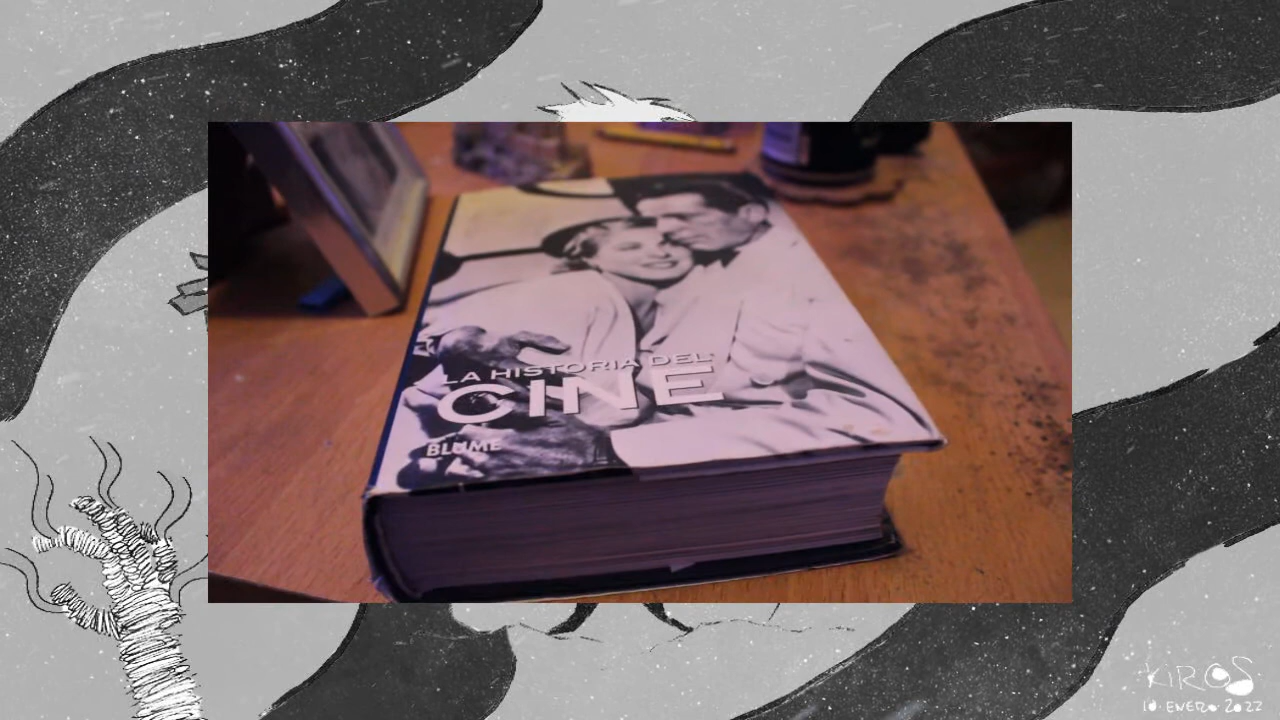 LA HISTORIA DEL
CINE
BLUME
KIROS
10 ENERO 2022